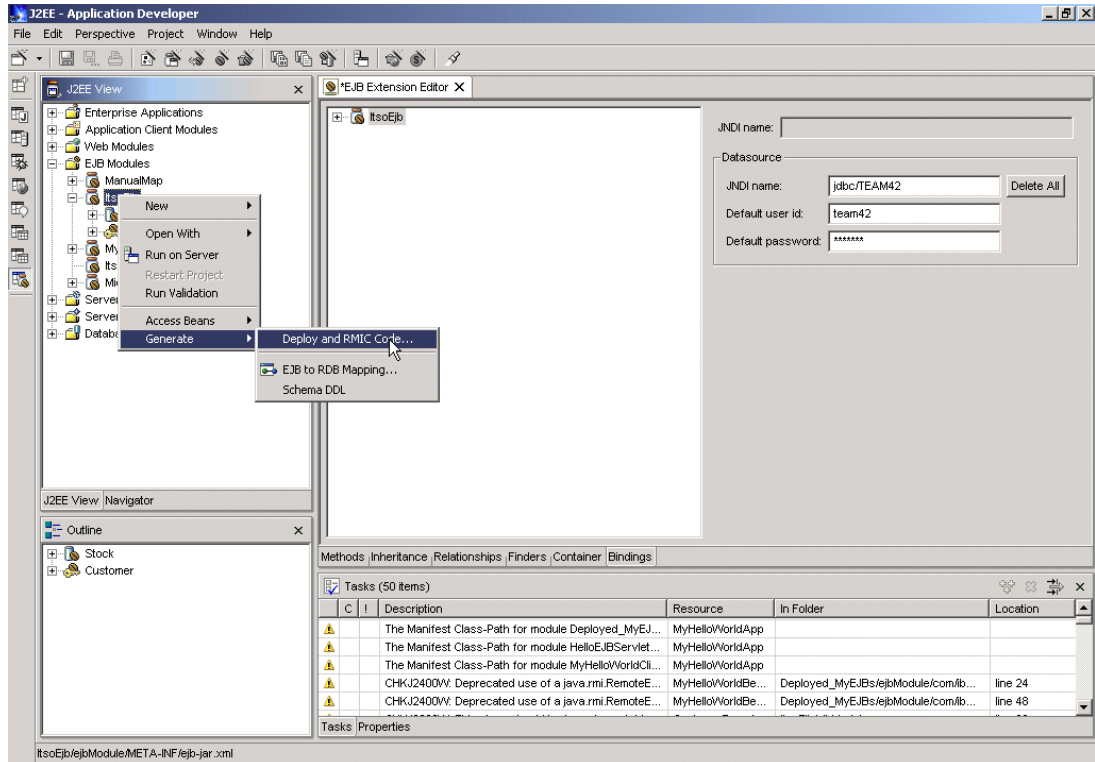 J2EE - Application Developer
File Edit Perspective Project Window Help
J2EE View
Enterprise Applications
Application Client Modules
Web Modules
EJB Modules
ManualMap
New
Open With
Run on Server
Restart Project
Run Validation
Access Beans
Generate
Deploy and RMIC Code...
EJB to RDB Mapping...
Schema DDL
J2EE View Navigator
*EJB Extension Editor X
ItsoEjb
JNDI name:
Datasource
JNDI name: jdbc/TEAM42 Delete All
Default user id: team42
Default password: *******
Methods Inheritance Relationships Finders Container Bindings
Outline
Stock
Customer
Tasks (50 items)
C ! Description Resource In Folder Location
The Manifest Class-Path for module Deployed_MyEJ... MyHelloWorldApp
The Manifest Class-Path for module HelloEJBServlet... MyHelloWorldApp
The Manifest Class-Path for module MyHelloWorldCli... MyHelloWorldApp
CHKJ2400W: Deprecated use of a java.rmi.RemoteE... MyHelloWorldBe... Deployed_MyEJBs/ejbModule/com/ib... line 24
CHKJ2400W: Deprecated use of a java.rmi.RemoteE... MyHelloWorldBe... Deployed_MyEJBs/ejbModule/com/ib... line 48
Tasks Properties
ItsoEjb/ejbModule/META-INF/ejb-jar.xml